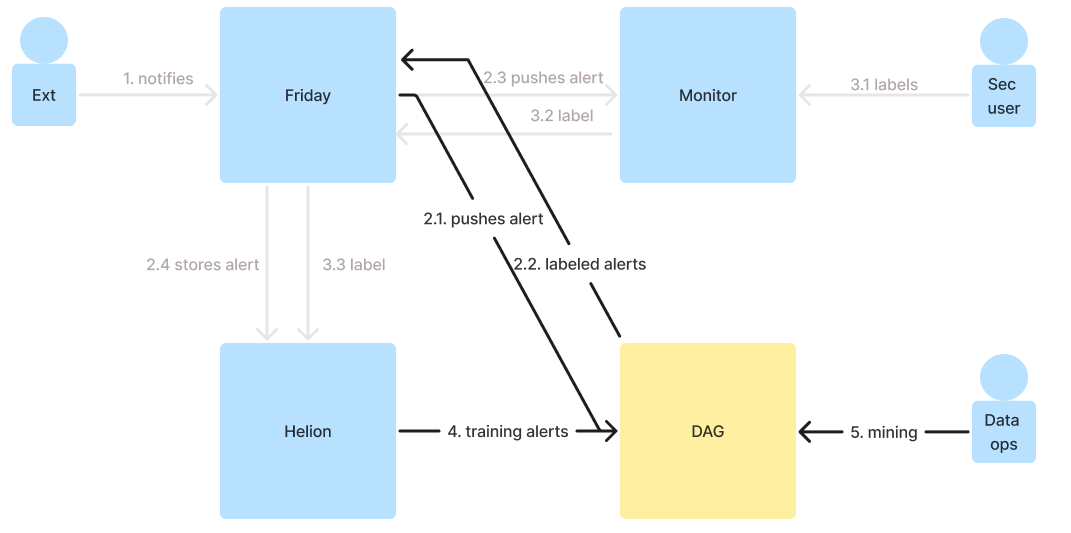 1. notifies
Ext
Friday
2.3 pushes alert
3.2 label
Monitor
3.1 labels
Sec
user
2.1. pushes alert
2.4 stores alert
3.3 label
2.2. labeled alerts
Helion
4. training alerts
DAG
5. mining
Data
ops